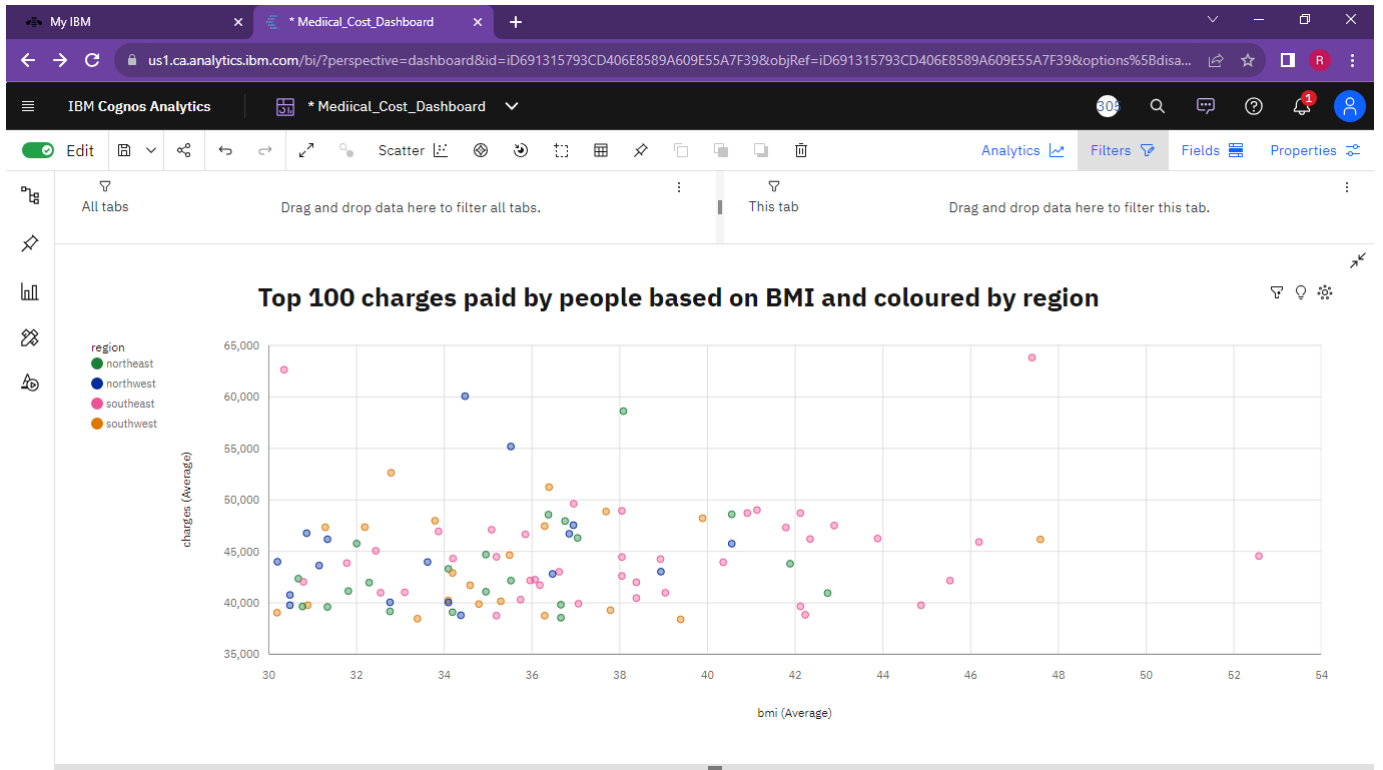 My IBM
* Mediical_Cost_Dashboard
us1.ca.analytics.ibm.com/bi/?perspective=dashboard&id=iD691315793CD406E8589A609E55A7F39&objRef=iD691315793CD406E8589A609E55A7F39&options%5Bdisa...
R
IBM Cognos Analytics
* Mediical_Cost_Dashboard
305
1
Edit
Scatter
Analytics
Filters
Fields
Properties
All tabs
Drag and drop data here to filter all tabs.
This tab
Drag and drop data here to filter this tab.
Top 100 charges paid by people based on BMI and coloured by region
region
northeast
northwest
southeast
southwest
charges (Average)
65,000
60,000
55,000
50,000
45,000
40,000
35,000
30 32 34 36 38 40 42 44 46 48 50 52 54
bmi (Average)